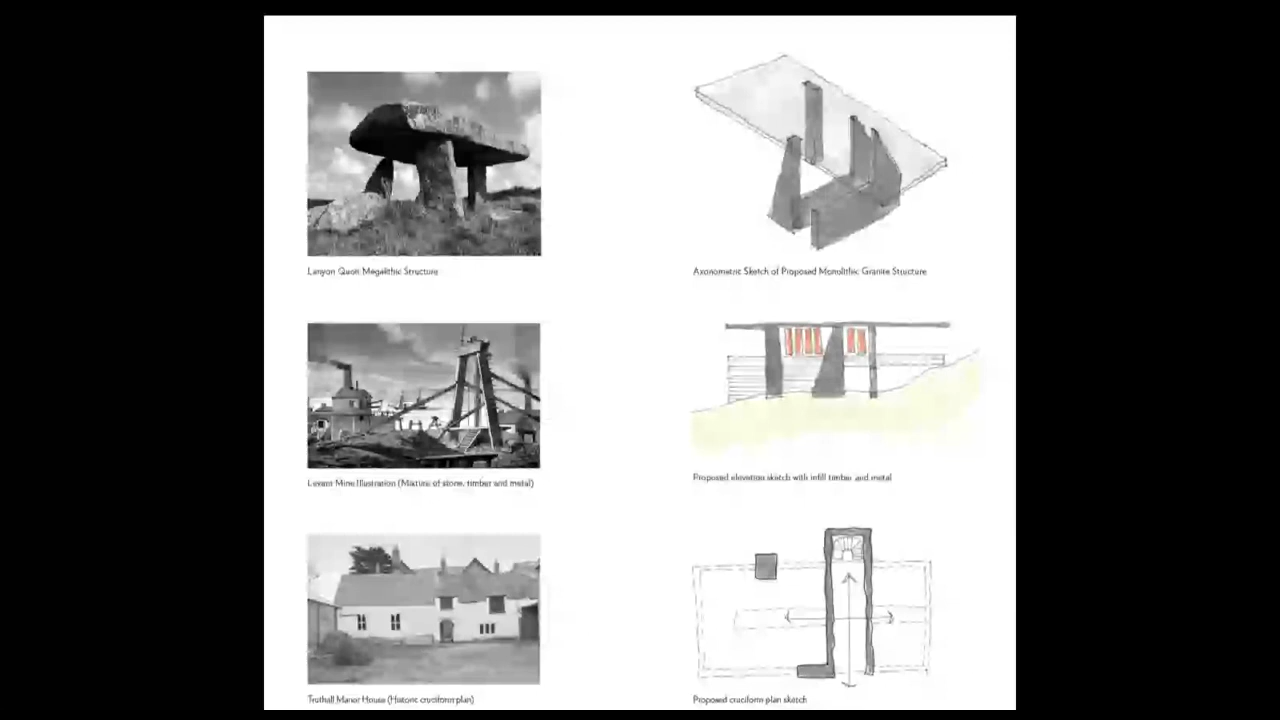 Lanyon Quoit Megalithic Structure
Axonometric Sketch of Proposed Monolithic Granite Structure
Levant Mine Illustration (Mixture of stone, timber and metal)
Proposed elevation sketch with infill timber and metal
Truthall Manor House (Historic cruciform plan)
Proposed cruciform plan sketch